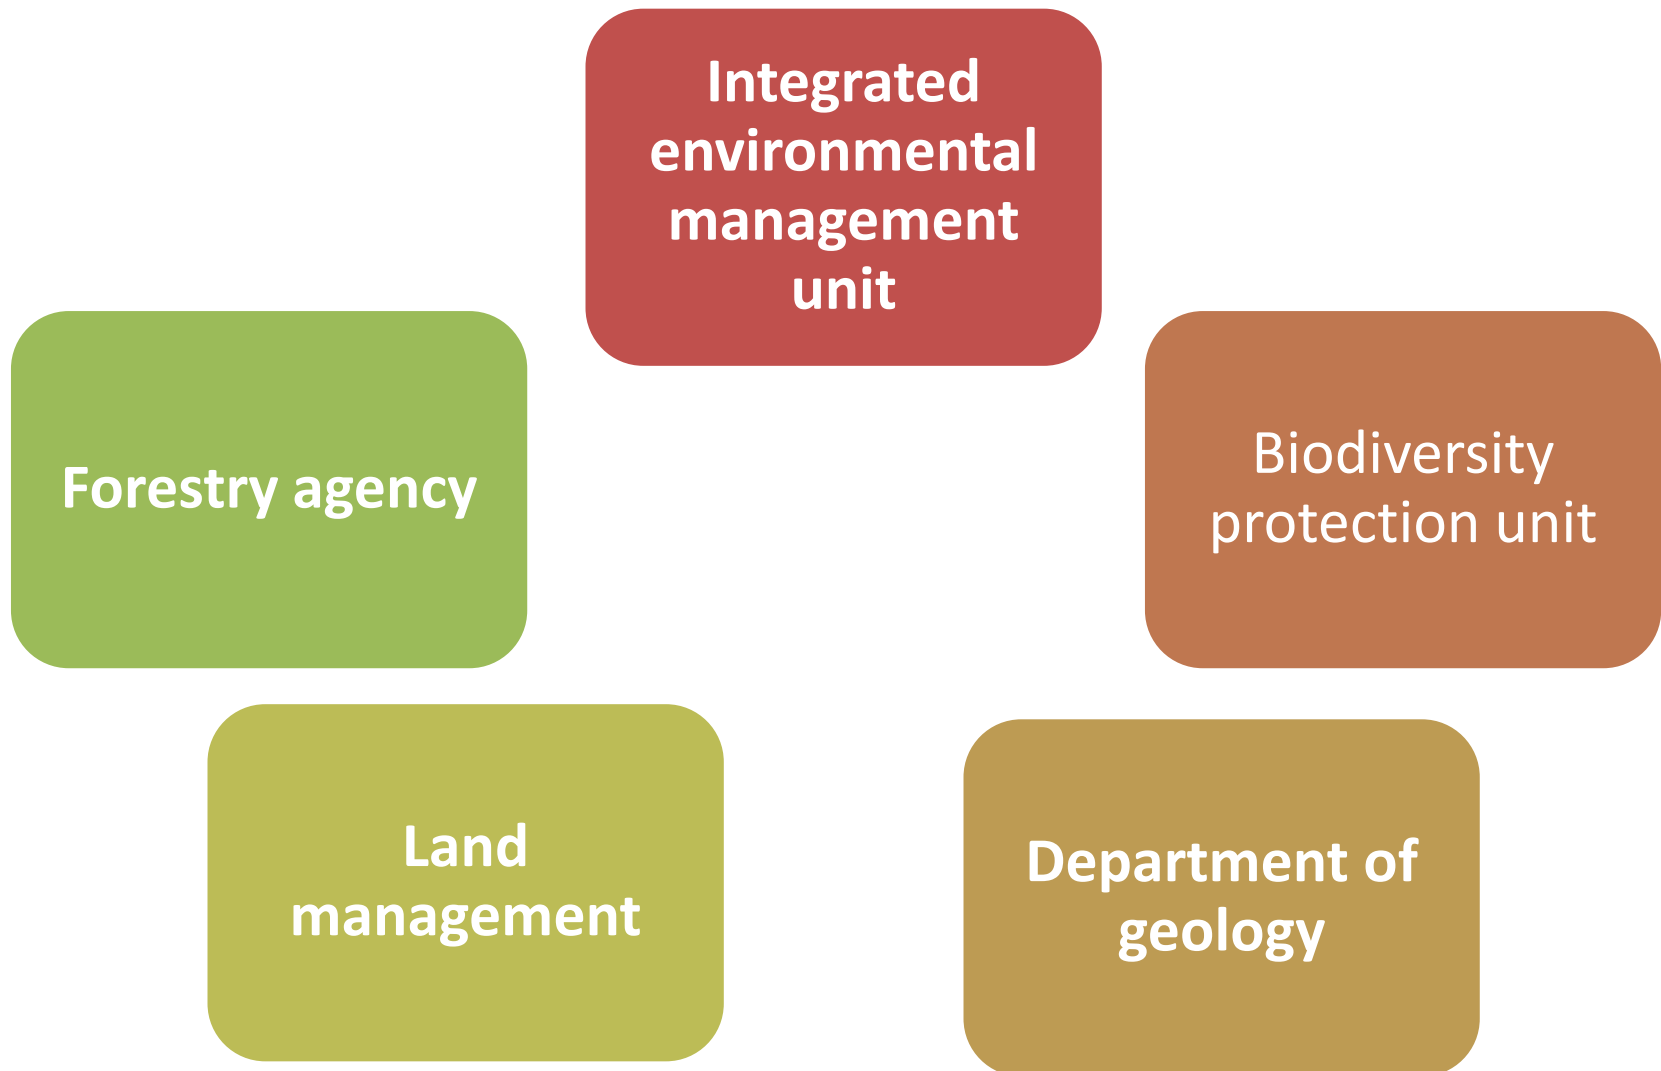 Integrated
environmental
management
unit
Forestry agency
Biodiversity
protection unit
Land
management
Department of
geology